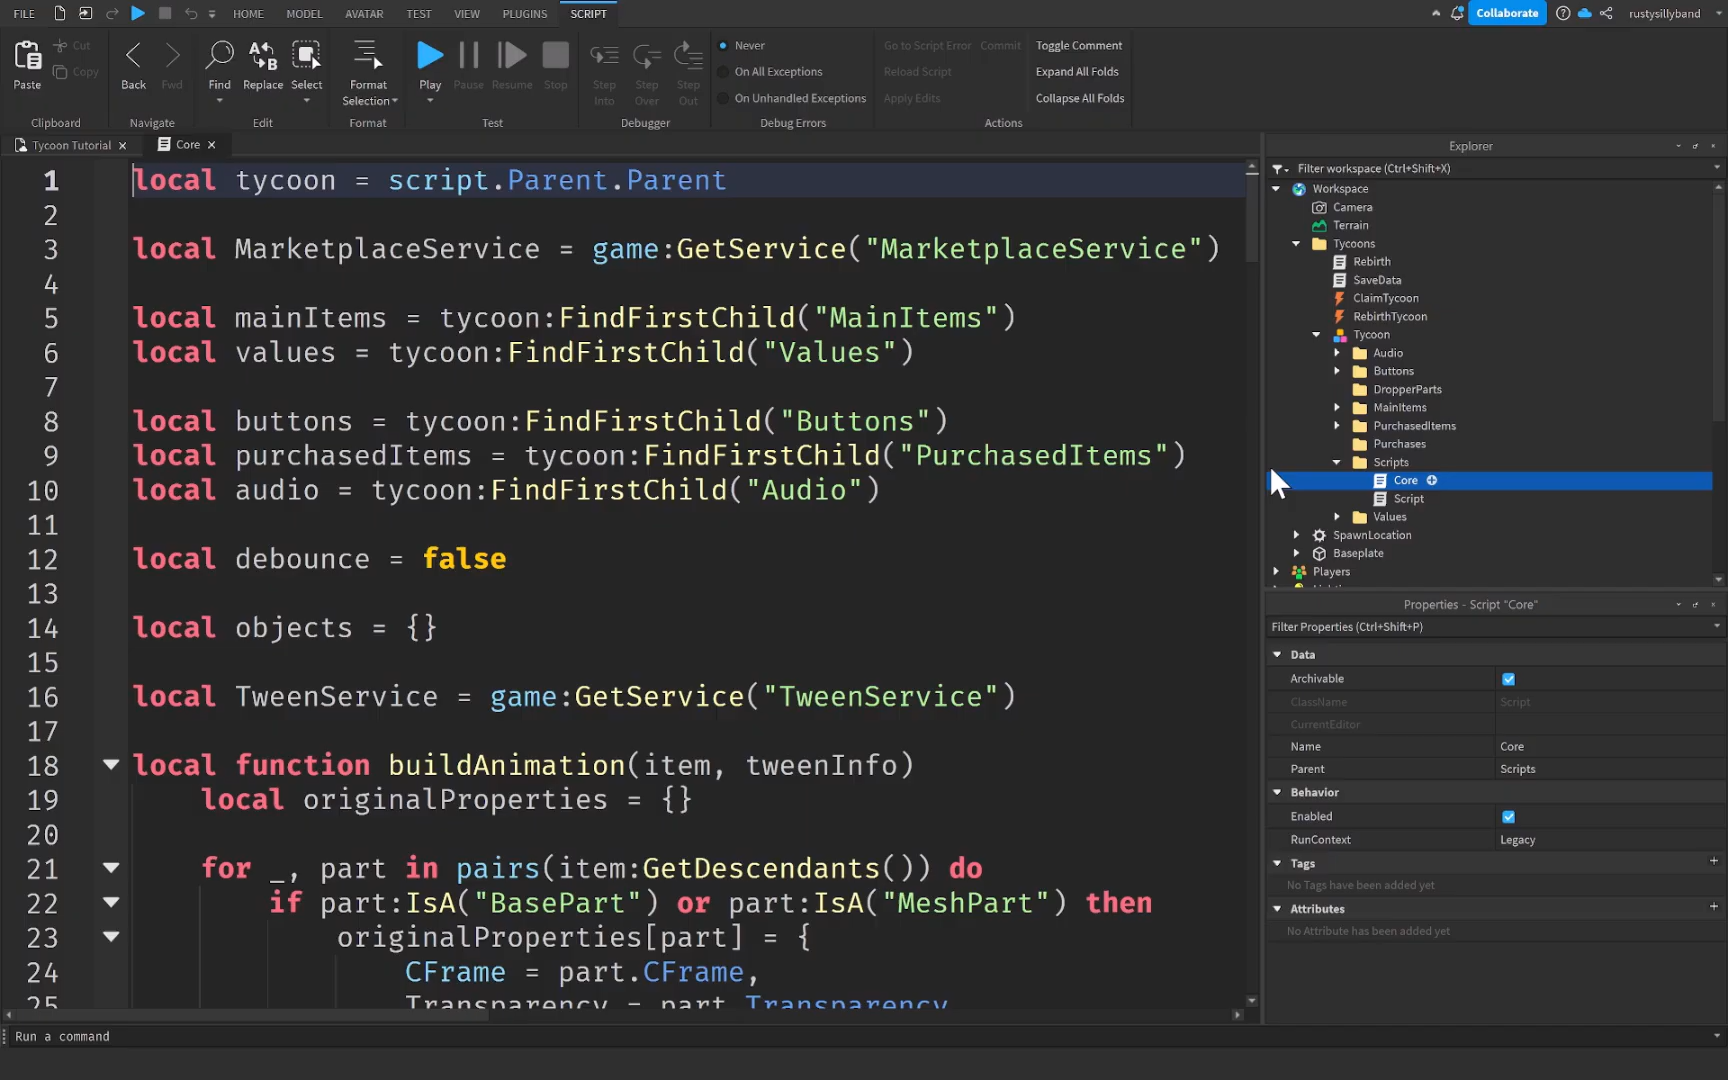 FILE HOME MODEL AVATAR TEST VIEW PLUGINS SCRIPT Collaborate rustysillyband
Paste Cut Copy Back Fwd Find Replace Select Format Selection Play Pause Resume Stop Step Into Step Over Step Out
Never
On All Exceptions
On Unhandled Exceptions
Go to Script Error Commit
Reload Script
Apply Edits
Toggle Comment
Expand All Folds
Collapse All Folds
Clipboard Navigate Edit Format Test Debugger Debug Errors Actions
Tycoon Tutorial Core
1 local tycoon = script.Parent.Parent
2
3 local MarketplaceService = game:GetService("MarketplaceService")
4
5 local mainItems = tycoon:FindFirstChild("MainItems")
6 local values = tycoon:FindFirstChild("Values")
7
8 local buttons = tycoon:FindFirstChild("Buttons")
9 local purchasedItems = tycoon:FindFirstChild("PurchasedItems")
10 local audio = tycoon:FindFirstChild("Audio")
11
12 local debounce = false
13
14 local objects = {}
15
16 local TweenService = game:GetService("TweenService")
17
18 local function buildAnimation(item, tweenInfo)
19 local originalProperties = {}
20
21 for _, part in pairs(item:GetDescendants()) do
22 if part:IsA("BasePart") or part:IsA("MeshPart") then
23 originalProperties[part] = {
24 CFrame = part.CFrame,
25 Transparency = part.Transparency
Explorer
Filter workspace (Ctrl+Shift+X)
Workspace
Camera
Terrain
Tycoons
Rebirth
SaveData
ClaimTycoon
RebirthTycoon
Tycoon
Audio
Buttons
DropperParts
MainItems
PurchasedItems
Purchases
Scripts
Core
Script
Values
SpawnLocation
Baseplate
Players
Properties - Script "Core"
Filter Properties (Ctrl+Shift+P)
Data
Archivable
ClassName Script
CurrentEditor
Name Core
Parent Scripts
Behavior
Enabled
RunContext Legacy
Tags
No Tags have been added yet
Attributes
No Attribute has been added yet
Run a command